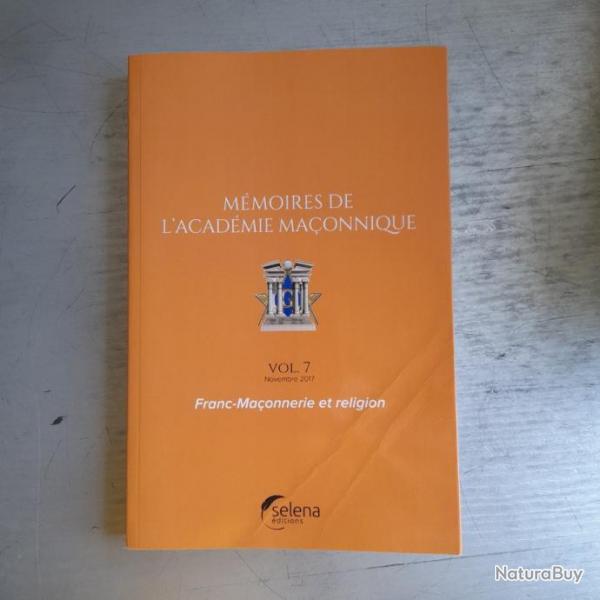 MÉMOIRES DE
L'ACADÉMIE MAÇONNIQUE
G
VOL. 7
Novembre 2017
Franc-Maçonnerie et religion
selena
éditions
NaturaBuy